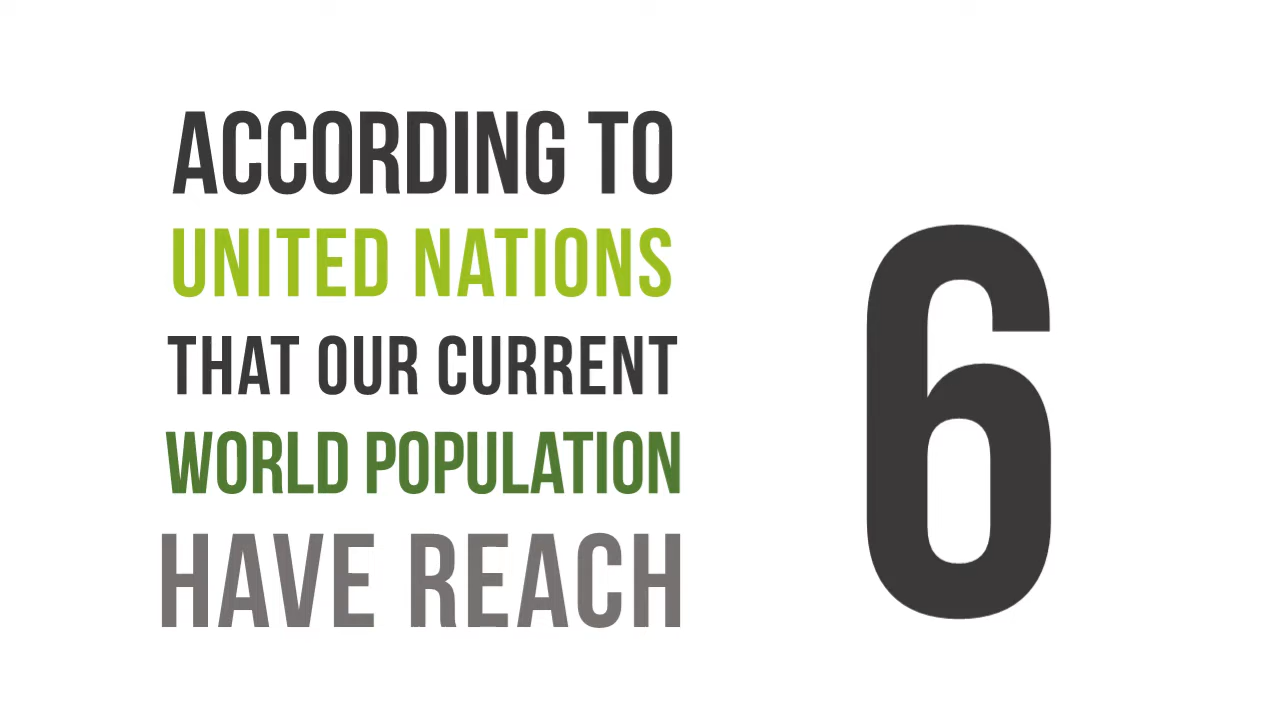 ACCORDING TO
UNITED NATIONS
THAT OUR CURRENT
WORLD POPULATION
HAVE REACH
6